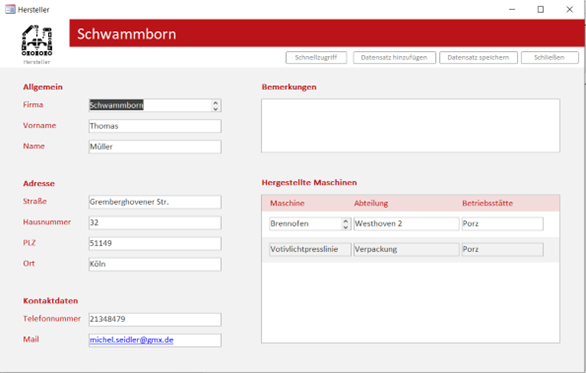 Hersteller
Schwammborn
Hersteller
Schnellzugriff Datensatz hinzufügen Datensatz speichern Schließen
Allgemein
Firma Schwammborn
Vorname Thomas
Name Müller
Bemerkungen
Adresse
Straße Gremberghovener Str.
Hausnummer 32
PLZ 51149
Ort Köln
Hergestellte Maschinen
Maschine Abteilung Betriebsstätte
Brennofen Westhoven 2 Porz
Votivlichtpresslinie Verpackung Porz
Kontaktdaten
Telefonnummer 21348479
Mail michel.seidler@gmx.de